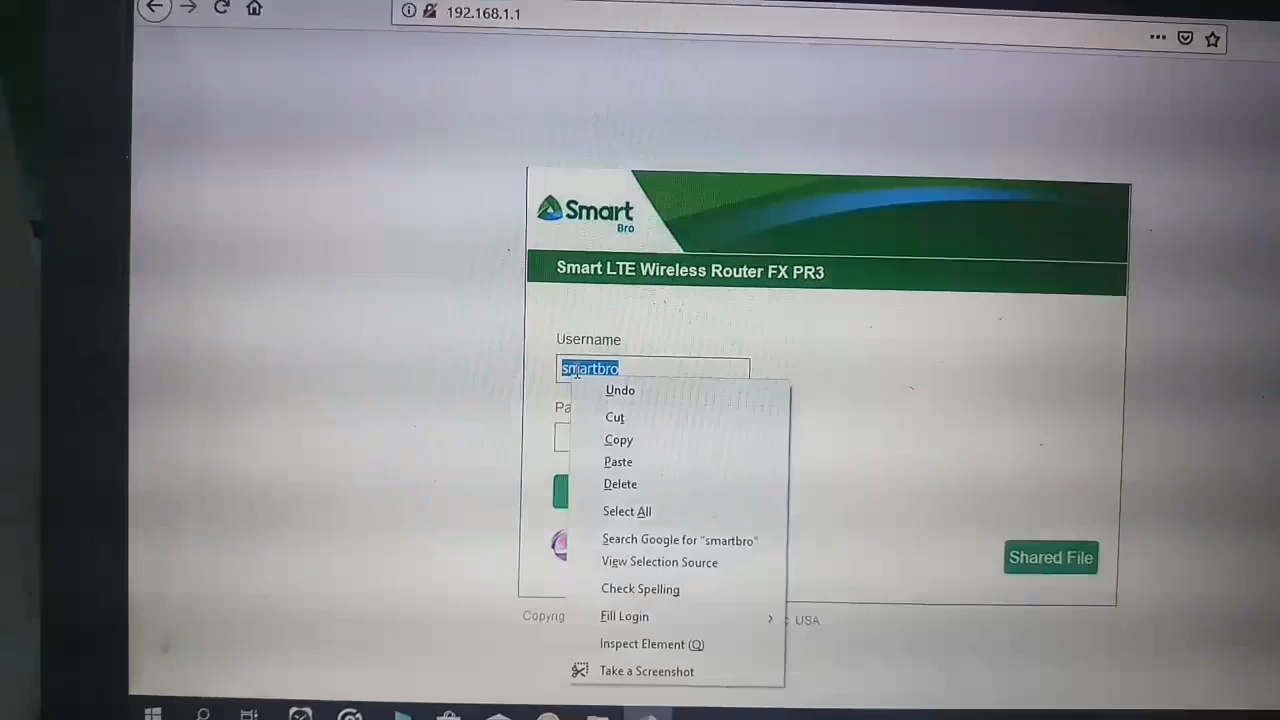 192.168.1.1
Smart
Bro
Smart LTE Wireless Router FX PR3
Username
smartbro
Undo
Pa
Cut
Copy
Paste
Delete
Select All
Search Google for "smartbro"
View Selection Source
Shared File
Check Spelling
Copyrig
Fill Login
USA
Inspect Element (Q)
Take a Screenshot